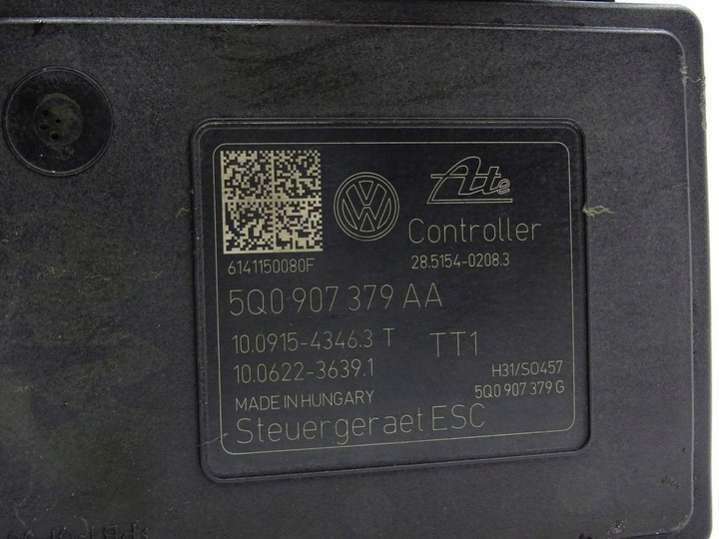 Ate
Controller
6141150080F
28.5154-0208.3
5Q0 907 379 AA
10.0915-4346.3 T
TT1
10.0622-3639.1
H31/SO457
MADE IN HUNGARY
5Q0 907 379 G
Steuergeraet ESC